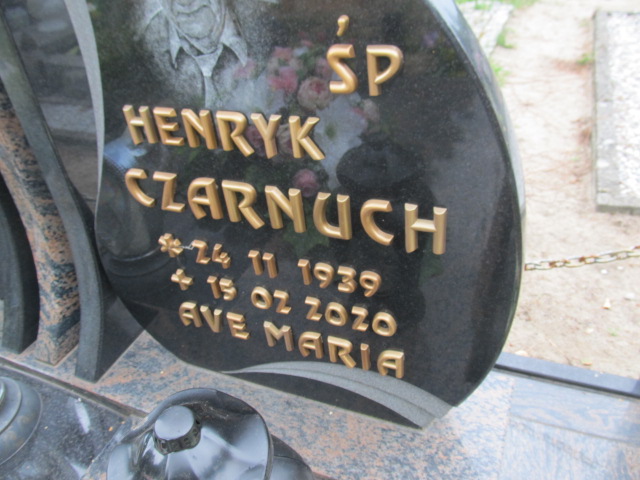 ŚP
HENRYK
CZARNUCH
24 11 1939
+ 15 02 2020
AVE MARIA